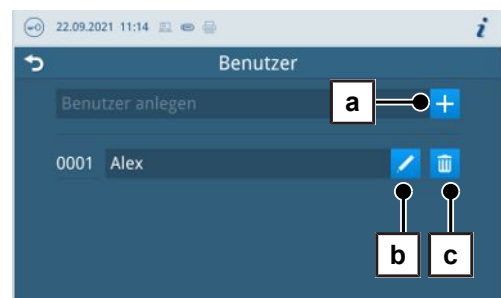 22.09.2021 11:14 i
Benutzer
Benutzer anlegen a +
0001 Alex
b c